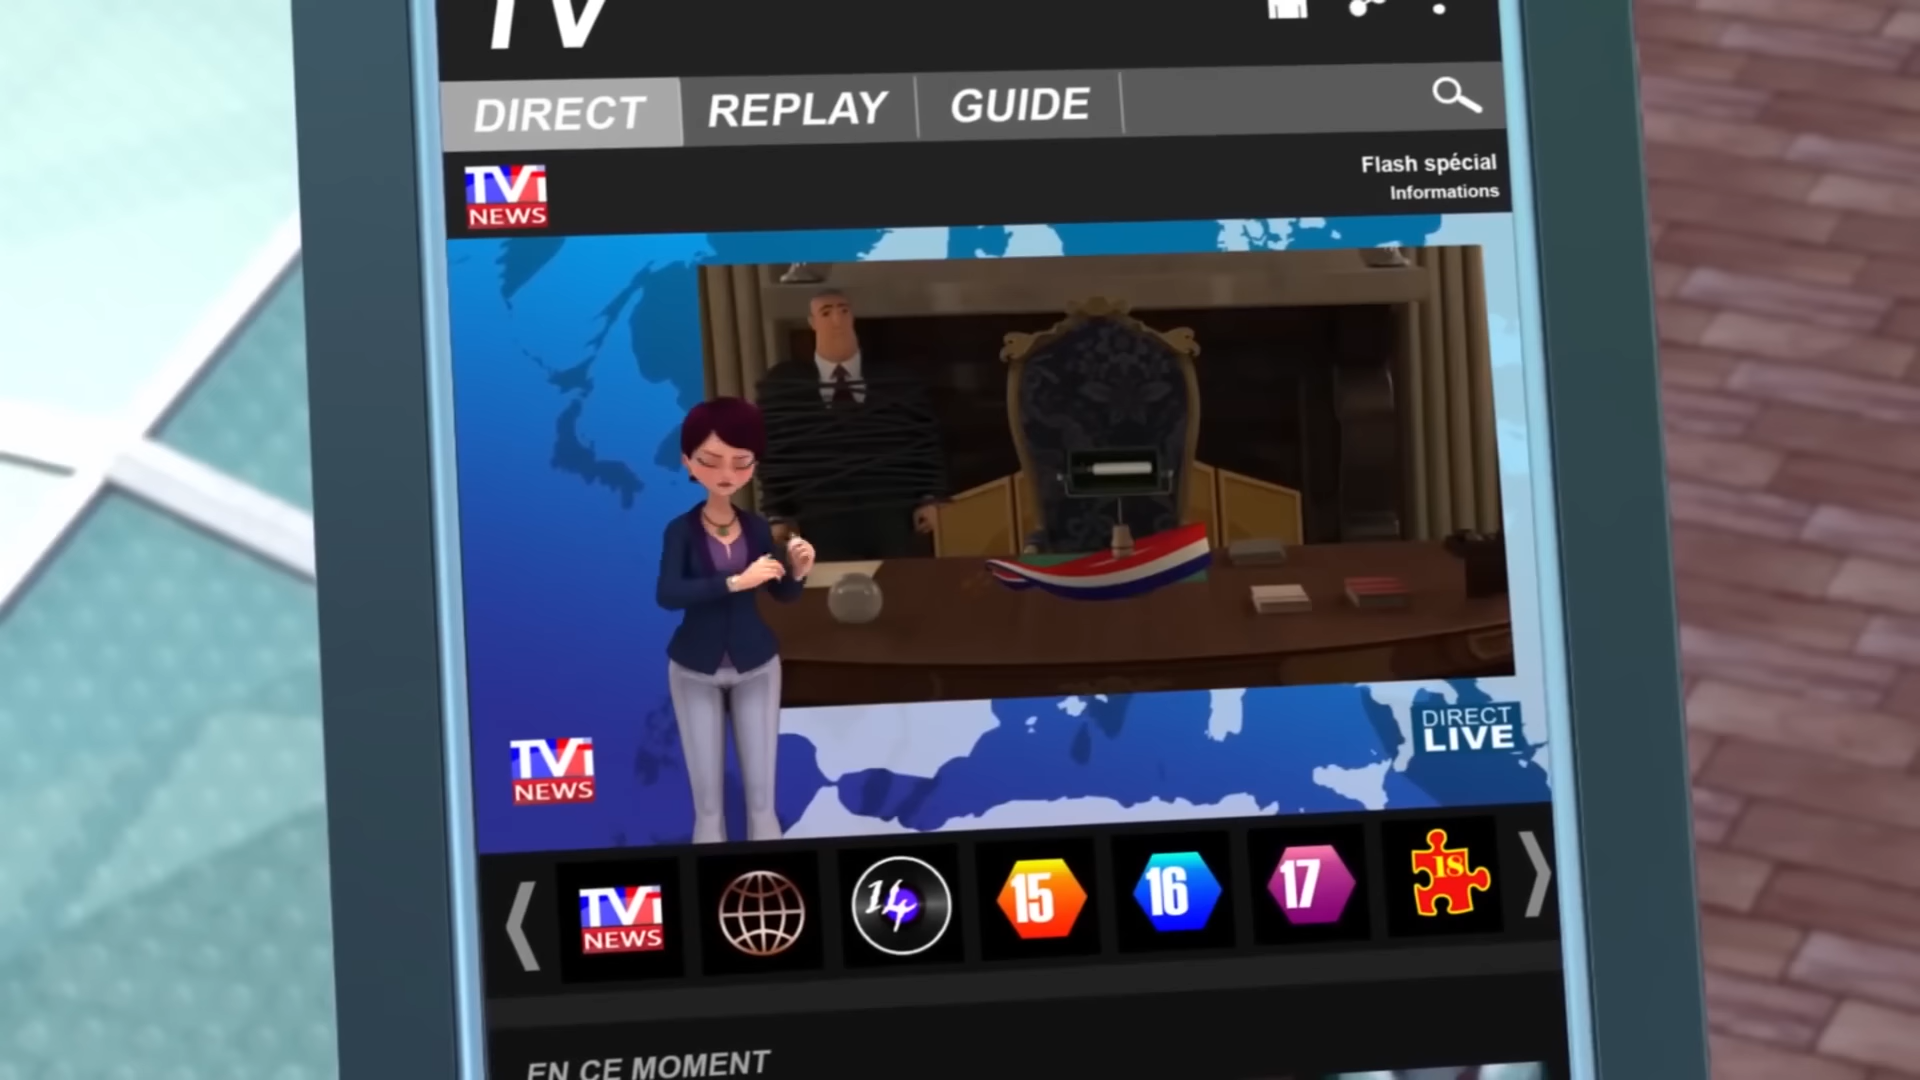 TV
DIRECT REPLAY GUIDE
TVi
NEWS
Flash spécial
Informations
TVi
NEWS
DIRECT
LIVE
TVi
NEWS
14
15
16
17
18
EN CE MOMENT